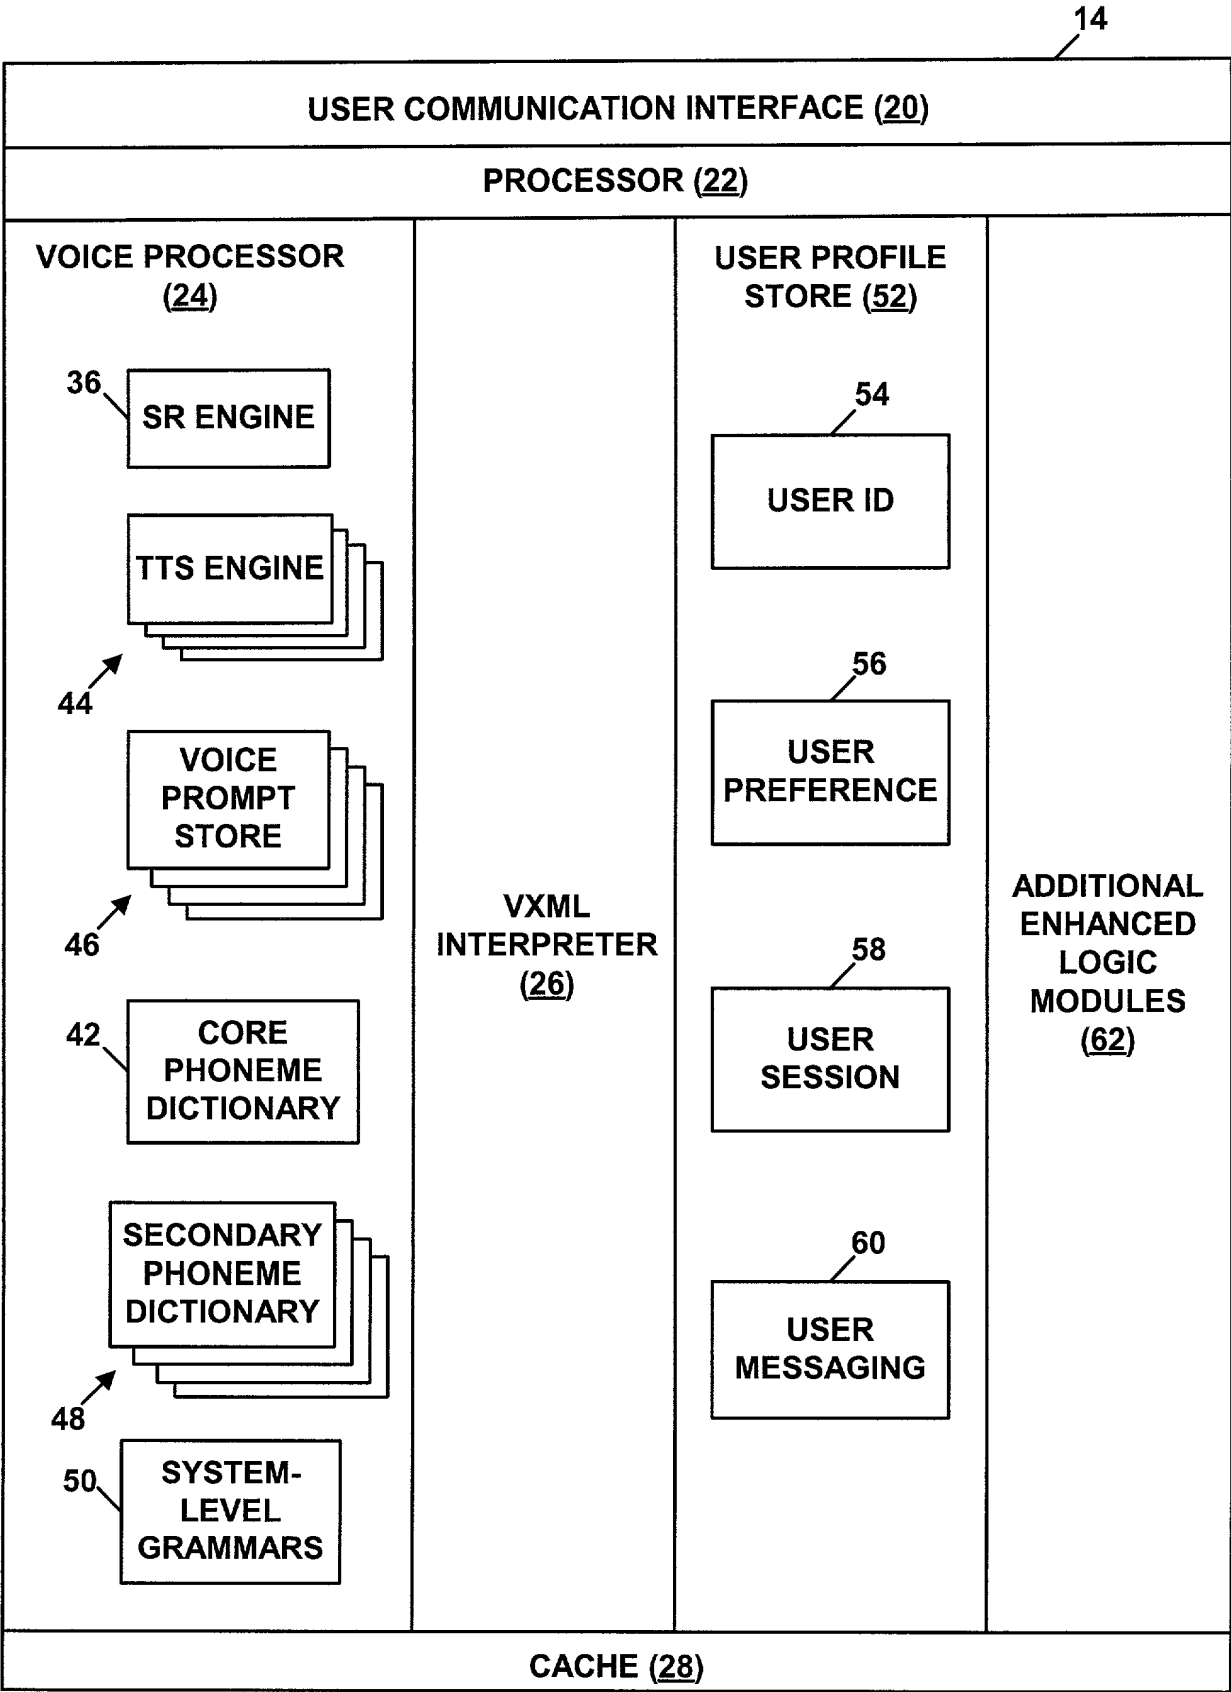 14
USER COMMUNICATION INTERFACE (20)
PROCESSOR (22)
VOICE PROCESSOR
(24)
36
SR ENGINE
TTS ENGINE
44
VOICE
PROMPT
STORE
46
42
CORE
PHONEME
DICTIONARY
SECONDARY
PHONEME
DICTIONARY
48
50
SYSTEM-
LEVEL
GRAMMARS
VXML
INTERPRETER
(26)
USER PROFILE
STORE (52)
54
USER ID
56
USER
PREFERENCE
58
USER
SESSION
60
USER
MESSAGING
ADDITIONAL
ENHANCED
LOGIC
MODULES
(62)
CACHE (28)